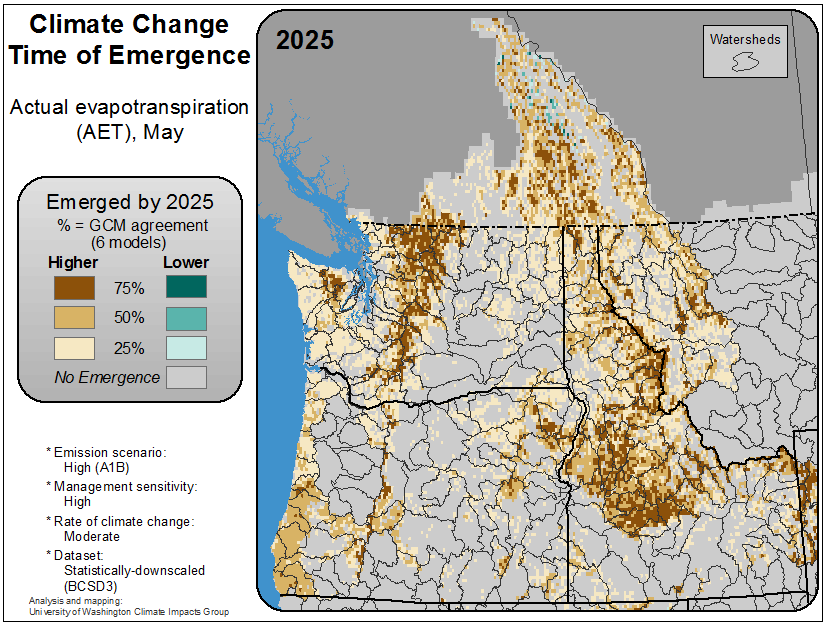 Climate Change
Time of Emergence
Actual evapotranspiration
(AET), May
Emerged by 2025
% = GCM agreement
(6 models)
Higher Lower
75%
50%
25%
No Emergence
* Emission scenario:
High (A1B)
* Management sensitivity:
High
* Rate of climate change:
Moderate
* Dataset:
Statistically-downscaled
(BCSD3)
Analysis and mapping:
University of Washington Climate Impacts Group
2025
Watersheds